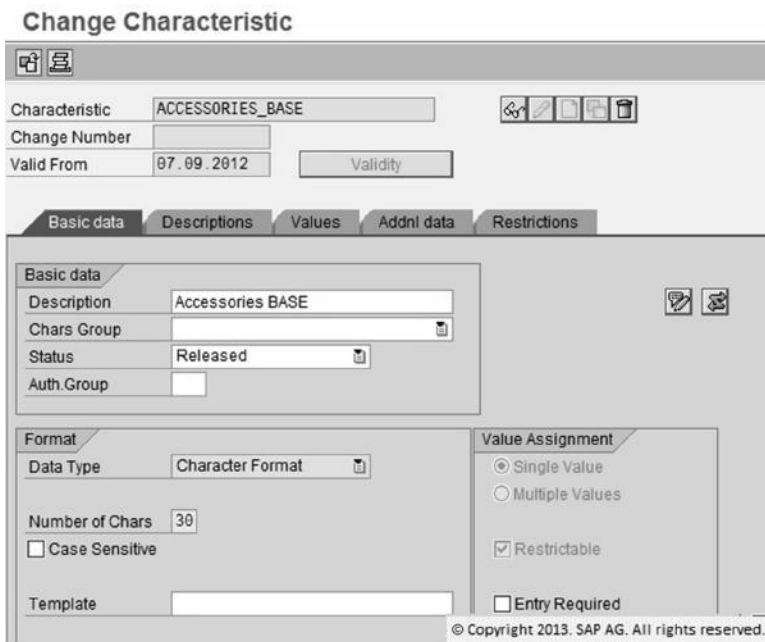 Change Characteristic
Characteristic ACCESSORIES_BASE
Change Number
Valid From 07.09.2012 Validity
Basic data Descriptions Values Addnl data Restrictions
Basic data
Description Accessories BASE
Chars Group
Status Released
Auth.Group
Format Value Assignment
Data Type Character Format Single Value
Multiple Values
Number of Chars 30
Case Sensitive Restrictable
Template Entry Required
© Copyright 2013. SAP AG. All rights reserved.